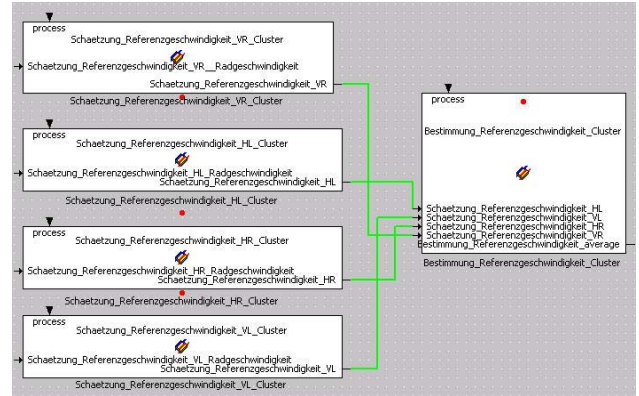 process
Schaetzung_Referenzgeschwindigkeit_VR_Cluster
Schaetzung_Referenzgeschwindigkeit_VR__Radgeschwindigkeit
Schaetzung_Referenzgeschwindigkeit_VR
Schaetzung_Referenzgeschwindigkeit_VR_Cluster
process
Schaetzung_Referenzgeschwindigkeit_HL_Cluster
Schaetzung_Referenzgeschwindigkeit_HL_Radgeschwindigkeit
Schaetzung_Referenzgeschwindigkeit_HL
Schaetzung_Referenzgeschwindigkeit_HL_Cluster
process
Schaetzung_Referenzgeschwindigkeit_HR_Cluster
Schaetzung_Referenzgeschwindigkeit_HR_Radgeschwindigkeit
Schaetzung_Referenzgeschwindigkeit_HR
Schaetzung_Referenzgeschwindigkeit_HR_Cluster
process
Schaetzung_Referenzgeschwindigkeit_VL_Cluster
Schaetzung_Referenzgeschwindigkeit_VL_Radgeschwindigkeit
Schaetzung_Referenzgeschwindigkeit_VL
Schaetzung_Referenzgeschwindigkeit_VL_Cluster
process
Bestimmung_Referenzgeschwindigkeit_Cluster
Schaetzung_Referenzgeschwindigkeit_HL
Schaetzung_Referenzgeschwindigkeit_VL
Schaetzung_Referenzgeschwindigkeit_HR
Schaetzung_Referenzgeschwindigkeit_VR
Bestimmung_Referenzgeschwindigkeit_average
Bestimmung_Referenzgeschwindigkeit_Cluster